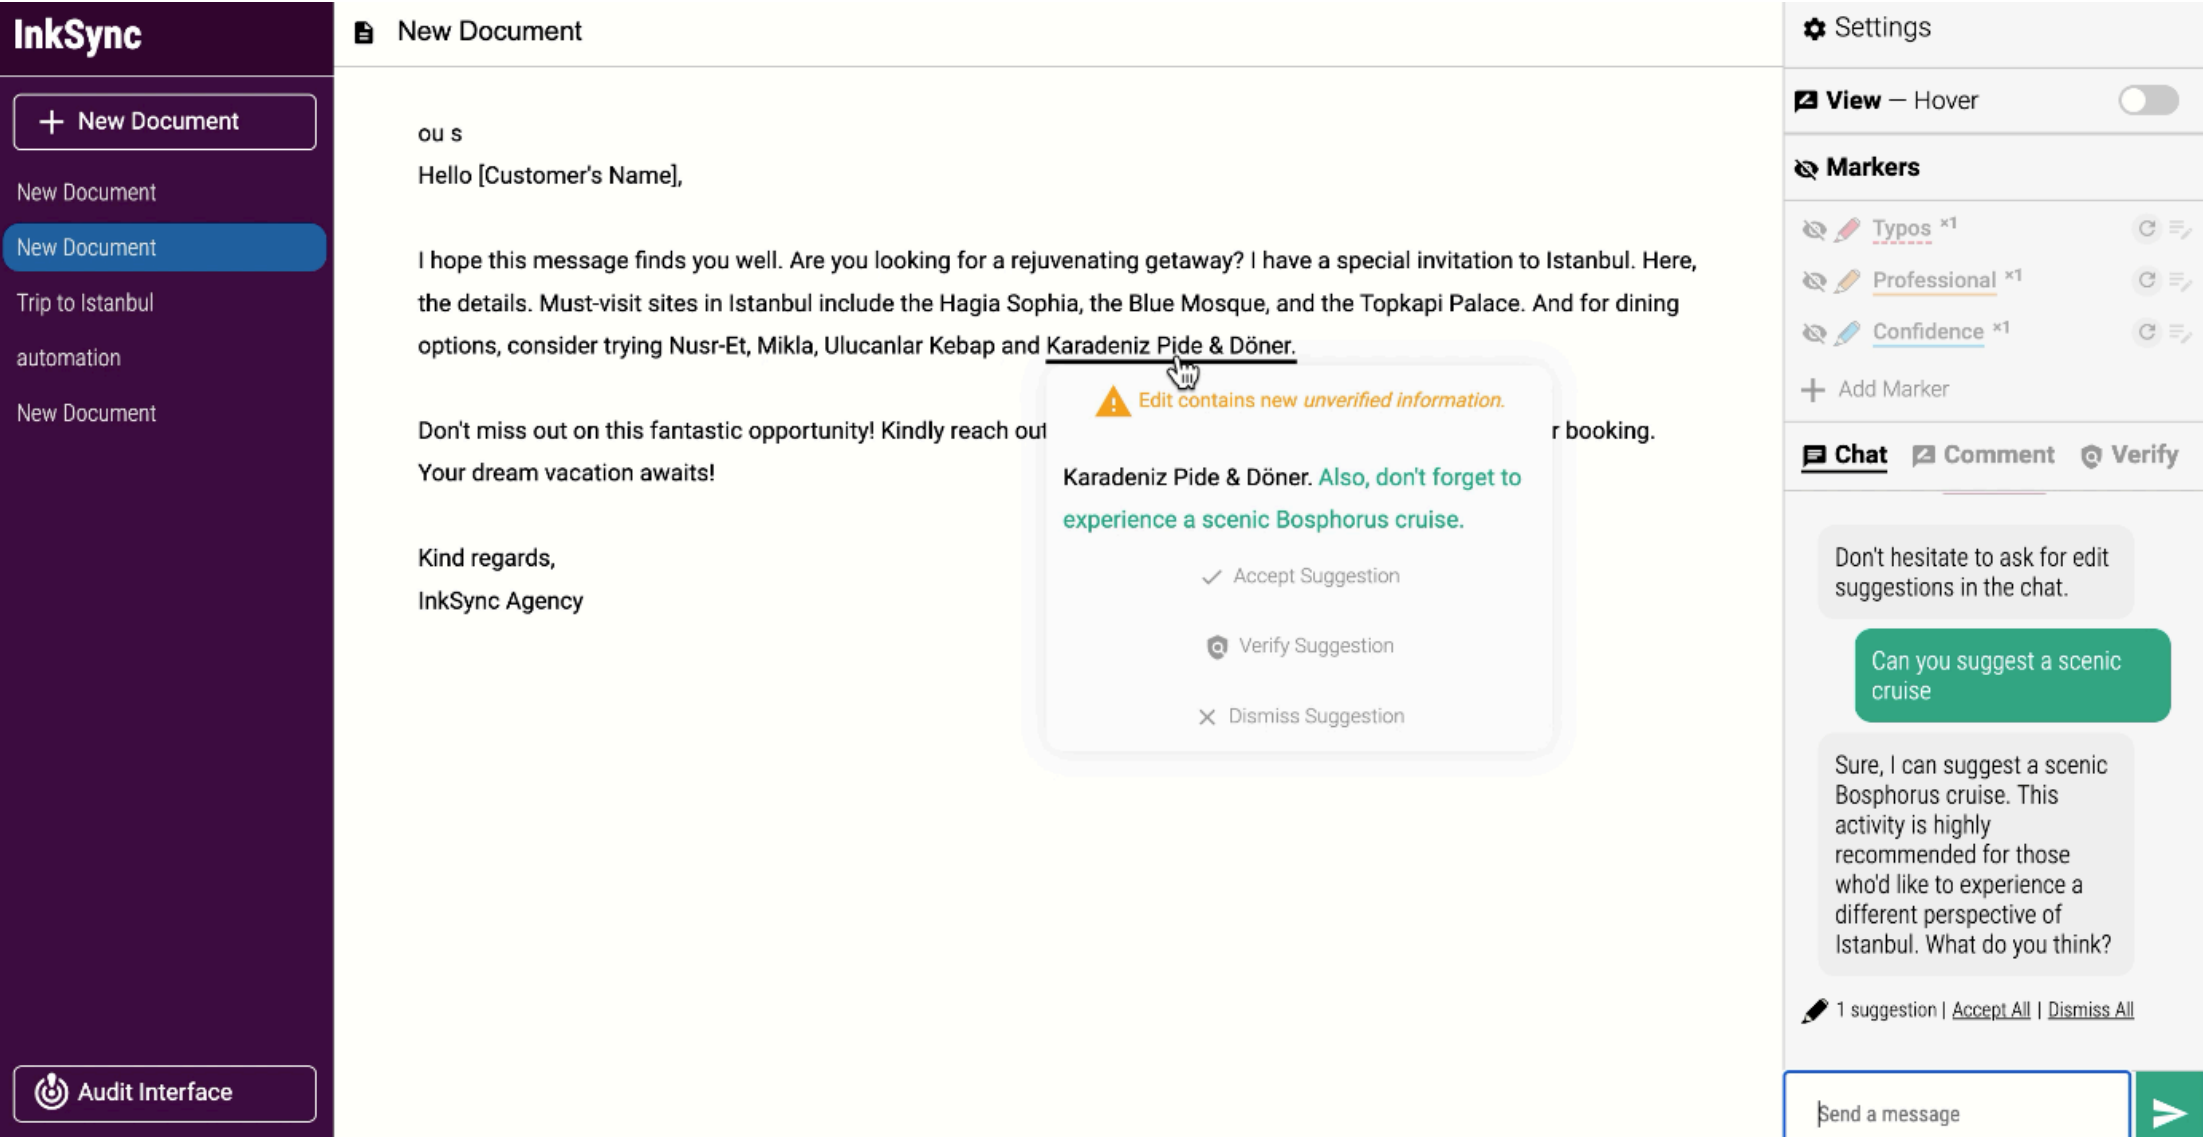 InkSync
+ New Document
New Document
New Document
Trip to Istanbul
automation
New Document
Audit Interface
New Document
ou s
Hello [Customer's Name],
I hope this message finds you well. Are you looking for a rejuvenating getaway? I have a special invitation to Istanbul. Here,
the details. Must-visit sites in Istanbul include the Hagia Sophia, the Blue Mosque, and the Topkapi Palace. And for dining
options, consider trying Nusr-Et, Mikla, Ulucanlar Kebap and Karadeniz Pide & Döner.
Don't miss out on this fantastic opportunity! Kindly reach out r booking.
Your dream vacation awaits!
Kind regards,
InkSync Agency
Edit contains new unverified information.
Karadeniz Pide & Döner. Also, don't forget to
experience a scenic Bosphorus cruise.
Accept Suggestion
Verify Suggestion
Dismiss Suggestion
Settings
View – Hover
Markers
Typos ×1
Professional ×1
Confidence ×1
+ Add Marker
Chat Comment Verify
Don't hesitate to ask for edit
suggestions in the chat.
Can you suggest a scenic
cruise
Sure, I can suggest a scenic
Bosphorus cruise. This
activity is highly
recommended for those
who'd like to experience a
different perspective of
Istanbul. What do you think?
1 suggestion | Accept All | Dismiss All
Send a message